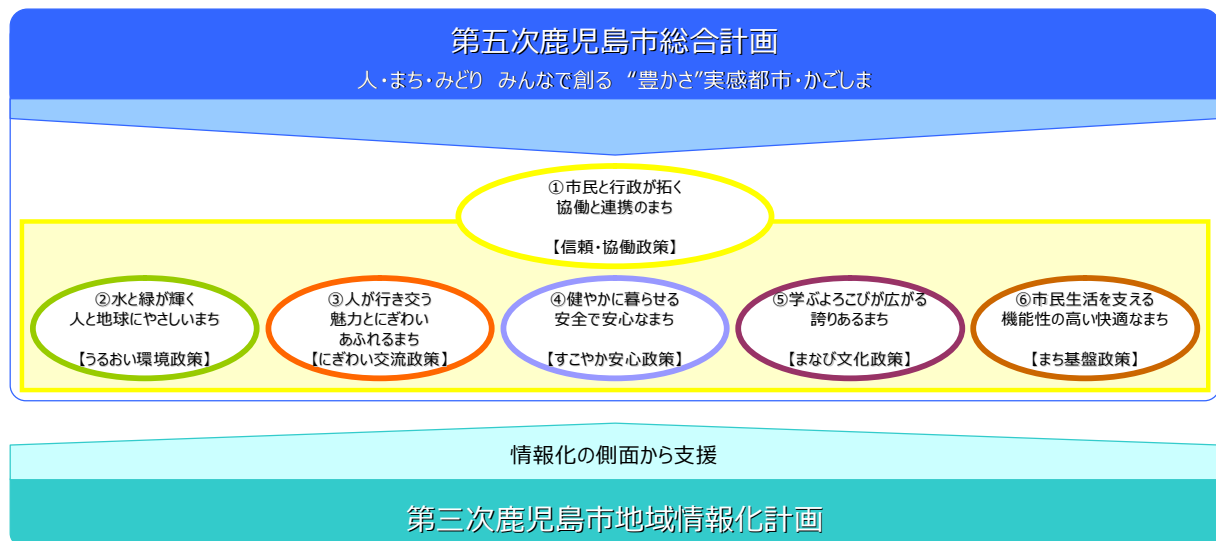 第五次鹿児島市総合計画
人・まち・みどり みんなで創る “豊かさ”実感都市・かごしま
①市民と行政が拓く
協働と連携のまち
【信頼・協働政策】
②水と緑が輝く
人と地球にやさしいまち
【うるおい環境政策】
③人が行き交う
魅力とにぎわい
あふれるまち
【にぎわい交流政策】
④健やかに暮らせる
安全で安心なまち
【すこやか安心政策】
⑤学ぶよろこびが広がる
誇りあるまち
【まなび文化政策】
⑥市民生活を支える
機能性の高い快適なまち
【まち基盤政策】
情報化の側面から支援
第三次鹿児島市地域情報化計画